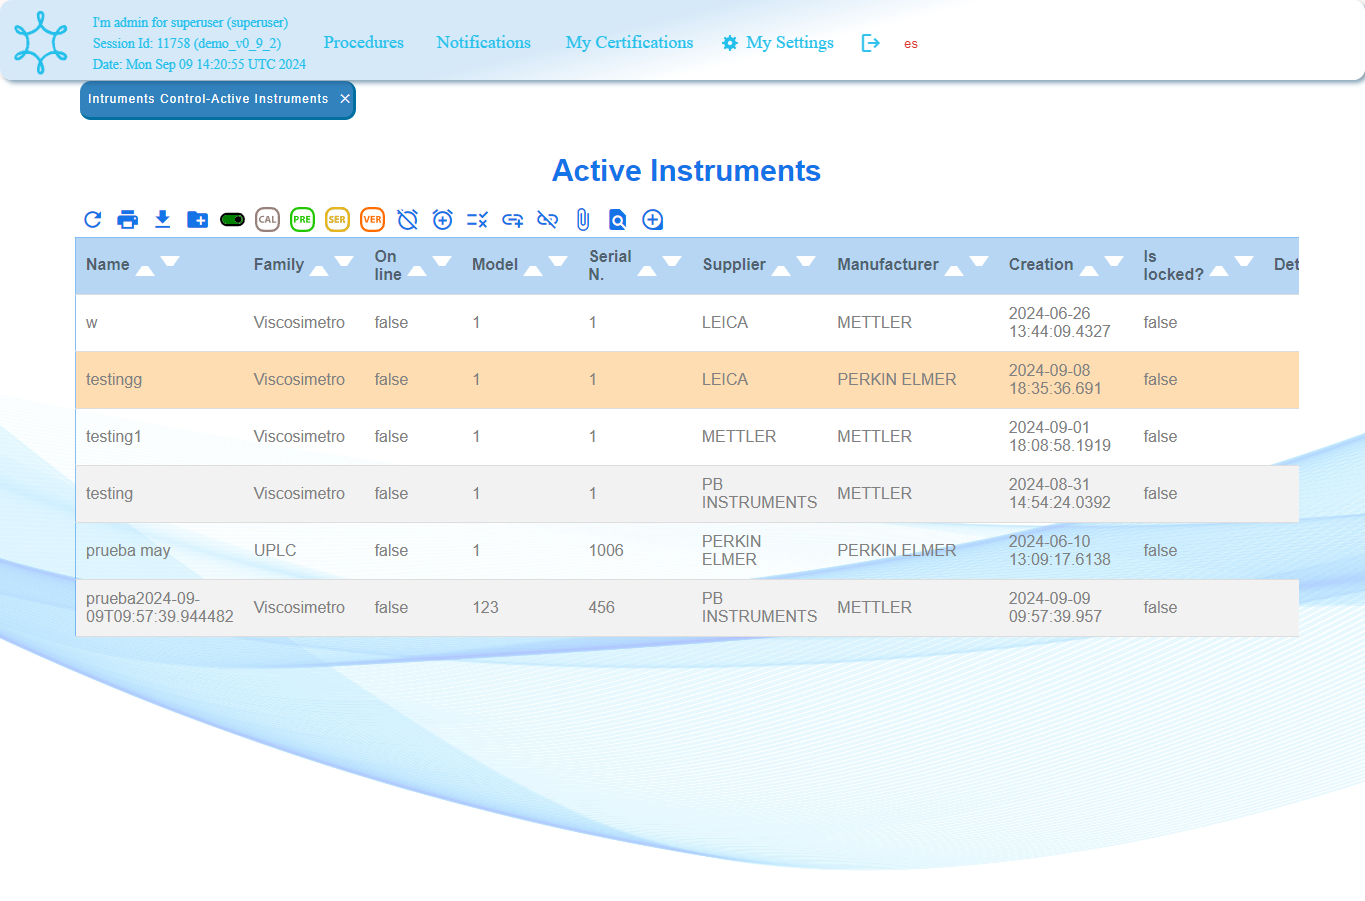 I'm admin for superuser (superuser)
Session Id: 11758 (demo_v0_9_2)
Date: Mon Sep 09 14:20:55 UTC 2024
Procedures Notifications My Certifications My Settings es
Intruments Control-Active Instruments ×
Active Instruments
CAL PRE SER VER
Name Family On line Model Serial N. Supplier Manufacturer Creation Is locked? Det
w Viscosimetro false 1 1 LEICA METTLER 2024-06-26 13:44:09.4327 false
testingg Viscosimetro false 1 1 LEICA PERKIN ELMER 2024-09-08 18:35:36.691 false
testing1 Viscosimetro false 1 1 METTLER METTLER 2024-09-01 18:08:58.1919 false
testing Viscosimetro false 1 1 PB INSTRUMENTS METTLER 2024-08-31 14:54:24.0392 false
prueba may UPLC false 1 1006 PERKIN ELMER PERKIN ELMER 2024-06-10 13:09:17.6138 false
prueba2024-09-09T09:57:39.944482 Viscosimetro false 123 456 PB INSTRUMENTS METTLER 2024-09-09 09:57:39.957 false